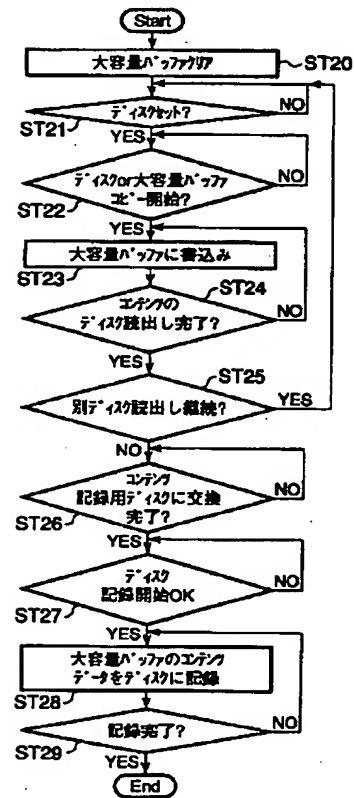 Start
大容量バッファクリア
ST20
ディスクセット?
NO
ST21
YES
ディスクor大容量バッファ
コピー開始?
NO
ST22
YES
大容量バッファに書込み
ST23
ST24
コンテンツの
ディスク読出し完了?
NO
YES
ST25
別ディスク読出し継続?
YES
NO
コンテンツ
記録用ディスクに交換
完了?
NO
ST26
YES
ディスク
記録開始OK
NO
ST27
YES
大容量バッファのコンテンツ
データをディスクに記録
ST28
記録完了?
NO
ST29
YES
End